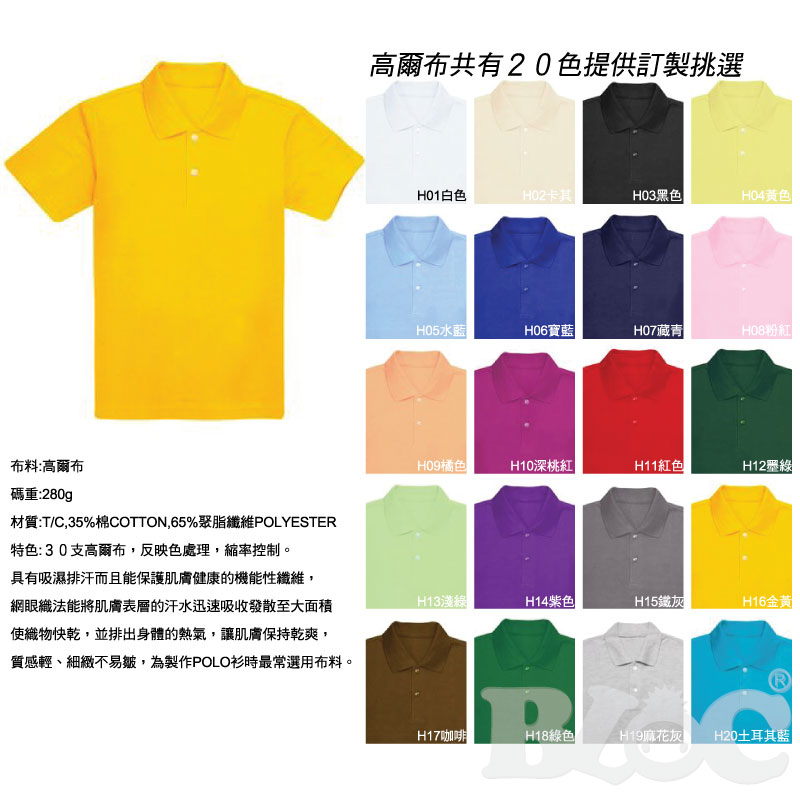 高爾布共有２０色提供訂製挑選
H01白色
H02卡其
H03黑色
H04黃色
H05水藍
H06寶藍
H07藏青
H08粉紅
H09橘色
H10深桃紅
H11紅色
H12墨綠
H13淺綠
H14紫色
H15鐵灰
H16金黃
H17咖啡
H18綠色
H19麻花灰
H20土耳其藍
布料:高爾布
碼重:280g
材質:T/C,35%棉COTTON,65%聚脂纖維POLYESTER
特色:３０支高爾布，反映色處理，縮率控制。
具有吸濕排汗而且能保護肌膚健康的機能性纖維，
網眼織法能將肌膚表層的汗水迅速吸收發散至大面積
使織物快乾，並排出身體的熱氣，讓肌膚保持乾爽，
質感輕、細緻不易皺，為製作POLO衫時最常選用布料。
BLOC®